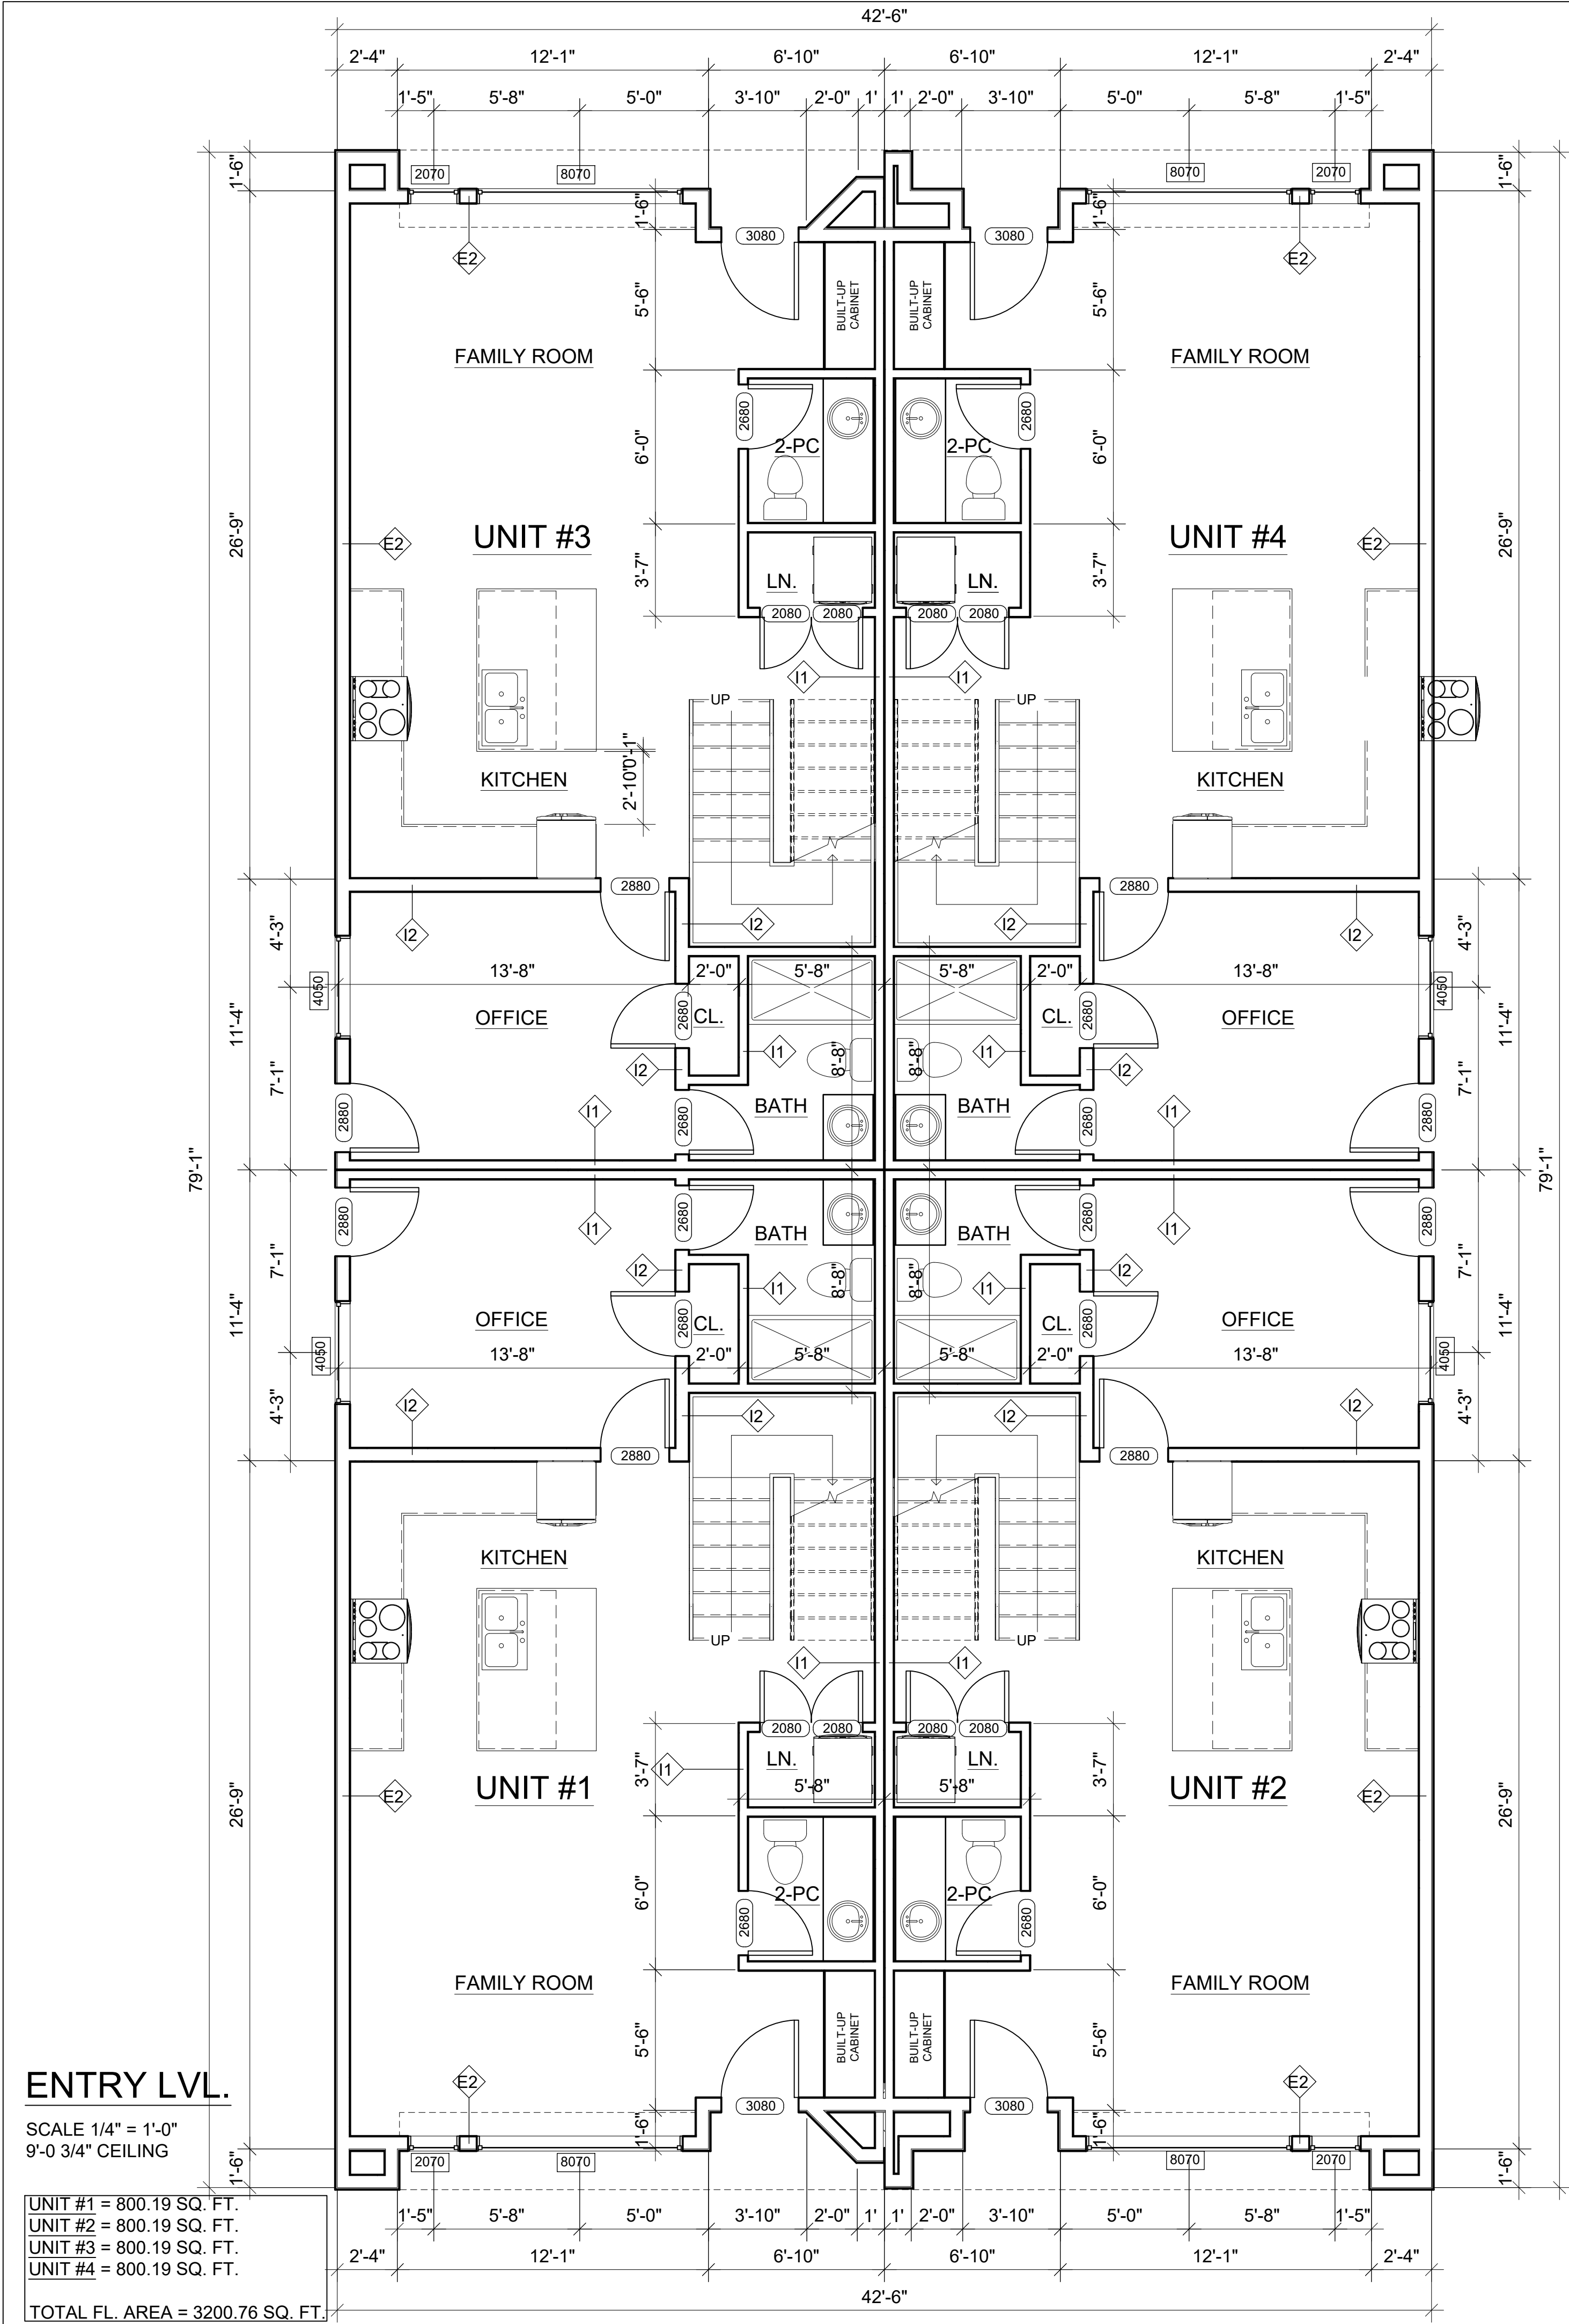 42'-6"
2'-4" 12'-1" 6'-10" 6'-10" 12'-1" 2'-4"
1'-5" 5'-8" 5'-0" 3'-10" 2'-0" 1' 1' 2'-0" 3'-10" 5'-0" 5'-8" 1'-5"
1'-6" 2070 8070 8070 2070 1'-6"
1'-6" 1'-6"
3080 3080
E2 E2
5'-6" BUILT-UP CABINET BUILT-UP CABINET 5'-6"
FAMILY ROOM FAMILY ROOM
2680 2680
6'-0" 2-PC 2-PC 6'-0"
26'-9" E2 UNIT #3 UNIT #4 E2 26'-9"
3'-7" LN. LN. 3'-7"
2080 2080 2080 2080
I1 I1
UP UP
0'-1"
2'-10"
KITCHEN KITCHEN
2880 2880
4'-3" I2 I2 I2 I2 4'-3"
13'-8" 2'-0" 5'-8" 5'-8" 2'-0" 13'-8"
4050 4050
11'-4" OFFICE 2680 CL. CL. 2680 OFFICE 11'-4"
I2 I1 8'-8" 8'-8" I1 I2
7'-1" 7'-1"
2880 I1 2680 BATH BATH 2680 I1 2880
79'-1" 79'-1"
2880 I1 2680 BATH BATH 2680 I1 2880
7'-1" 7'-1"
I2 I1 8'-8" 8'-8" I1 I2
11'-4" OFFICE 2680 CL. CL. 2680 OFFICE 11'-4"
4050 4050
13'-8" 2'-0" 5'-8" 5'-8" 2'-0" 13'-8"
4'-3" I2 I2 I2 I2 4'-3"
2880 2880
KITCHEN KITCHEN
UP UP
I1 I1
2080 2080 2080 2080
3'-7" I1 LN. LN. 3'-7"
5'-8" 5'-8"
26'-9" E2 UNIT #1 UNIT #2 E2 26'-9"
6'-0" 2-PC 2-PC 6'-0"
2680 2680
FAMILY ROOM FAMILY ROOM
5'-6" BUILT-UP CABINET BUILT-UP CABINET 5'-6"
E2 E2
3080 3080
1'-6" 1'-6"
1'-6" 2070 8070 8070 2070 1'-6"
1'-5" 5'-8" 5'-0" 3'-10" 2'-0" 1' 1' 2'-0" 3'-10" 5'-0" 5'-8" 1'-5"
2'-4" 12'-1" 6'-10" 6'-10" 12'-1" 2'-4"
42'-6"
ENTRY LVL.
SCALE 1/4" = 1'-0"
9'-0 3/4" CEILING
UNIT #1 = 800.19 SQ. FT.
UNIT #2 = 800.19 SQ. FT.
UNIT #3 = 800.19 SQ. FT.
UNIT #4 = 800.19 SQ. FT.
TOTAL FL. AREA = 3200.76 SQ. FT.